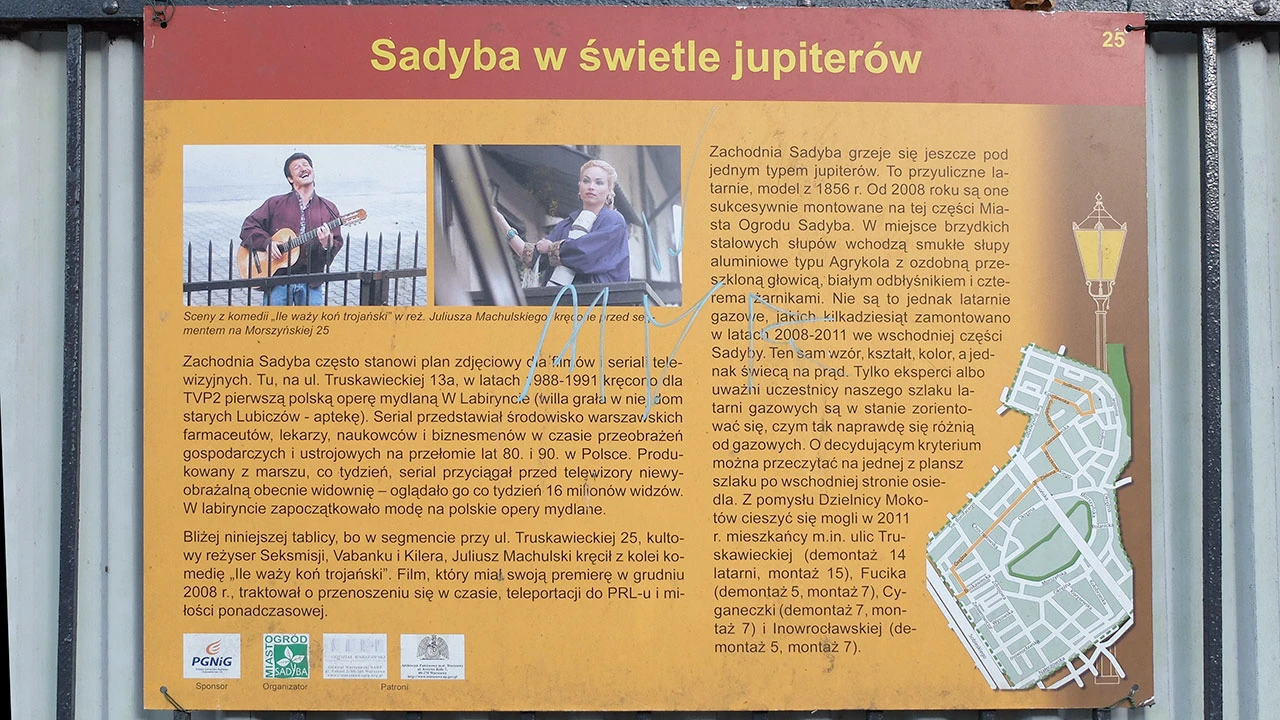 Sadyba w świetle jupiterów
25
Sceny z komedii „Ile waży koń trojański" w reż. Juliusza Machulskiego, kręcone przed se
mentem na Morszyńskiej 25
Zachodnia Sadyba często stanowi plan zdjęciowy dla filmów i seriali tele-
wizyjnych. Tu, na ul. Truskawieckiej 13a, w latach 1988-1991 kręcono dla
TVP2 pierwszą polską operę mydlaną W Labiryncie (willa grała w niej dom
starych Lubiczów - aptekę). Serial przedstawiał środowisko warszawskich
farmaceutów, lekarzy, naukowców i biznesmenów w czasie przeobrażeń
gospodarczych i ustrojowych na przełomie lat 80. i 90. w Polsce. Produ-
kowany z marszu, co tydzień, serial przyciągał przed telewizory niewy-
obrażalną obecnie widownię – oglądało go co tydzień 16 milionów widzów.
W labiryncie zapoczątkowało modę na polskie opery mydlane.
Bliżej niniejszej tablicy, bo w segmencie przy ul. Truskawieckiej 25, kulto-
wy reżyser Seksmisji, Vabanku i Kilera, Juliusz Machulski kręcił z kolei ko-
medię „Ile waży koń trojański". Film, który miał swoją premierę w grudniu
2008 r., traktował o przenoszeniu się w czasie, teleportacji do PRL-u i mi-
łości ponadczasowej.
Zachodnia Sadyba grzeje się jeszcze pod
jednym typem jupiterów. To przyuliczne la-
tarnie, model z 1856 r. Od 2008 roku są one
sukcesywnie montowane na tej części Mia-
sta Ogrodu Sadyba. W miejsce brzydkich
stalowych słupów wchodzą smukłe słupy
aluminiowe typu Agrykola z ozdobną prze-
szkloną głowicą, białym odbłyśnikiem i czte-
rema żarnikami. Nie są to jednak latarnie
gazowe, jakich kilkadziesiąt zamontowano
w latach 2008-2011 we wschodniej części
Sadyby. Ten sam wzór, kształt, kolor, a jed-
nak świecą na prąd. Tylko eksperci albo
uważni uczestnicy naszego szlaku la-
tarni gazowych są w stanie zoriento-
wać się, czym tak naprawdę się różnią
od gazowych. O decydującym kryterium
można przeczytać na jednej z plansz
szlaku po wschodniej stronie osie-
dla. Z pomysłu Dzielnicy Moko-
tów cieszyć się mogli w 2011
r. mieszkańcy m.in. ulic Tru-
skawieckiej (demontaż 14
latarni, montaż 15), Fucika
(demontaż 5, montaż 7), Cy-
ganeczki (demontaż 7, mon-
taż 7) i Inowrocławskiej (de-
montaż 5, montaż 7).
PGNiG
MIASTO OGRÓD SADYBA
Sponsor
Organizator
Patroni